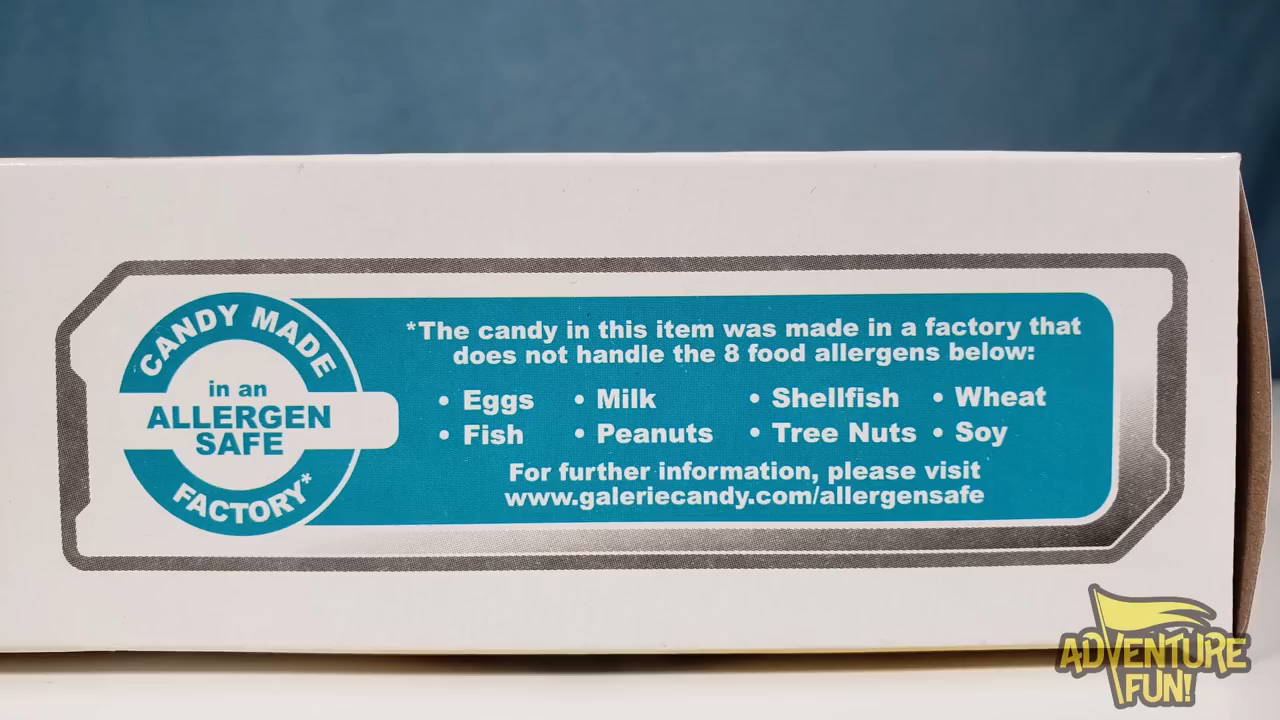 CANDY MADE
in an
ALLERGEN
SAFE
FACTORY*
*The candy in this item was made in a factory that
does not handle the 8 food allergens below:
• Eggs • Milk • Shellfish • Wheat
• Fish • Peanuts • Tree Nuts • Soy
For further information, please visit
www.galeriecandy.com/allergensafe
ADVENTURE
FUN!